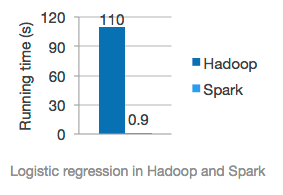 Running time (s)
120
90
60
30
0
110
0.9
Hadoop
Spark
Logistic regression in Hadoop and Spark